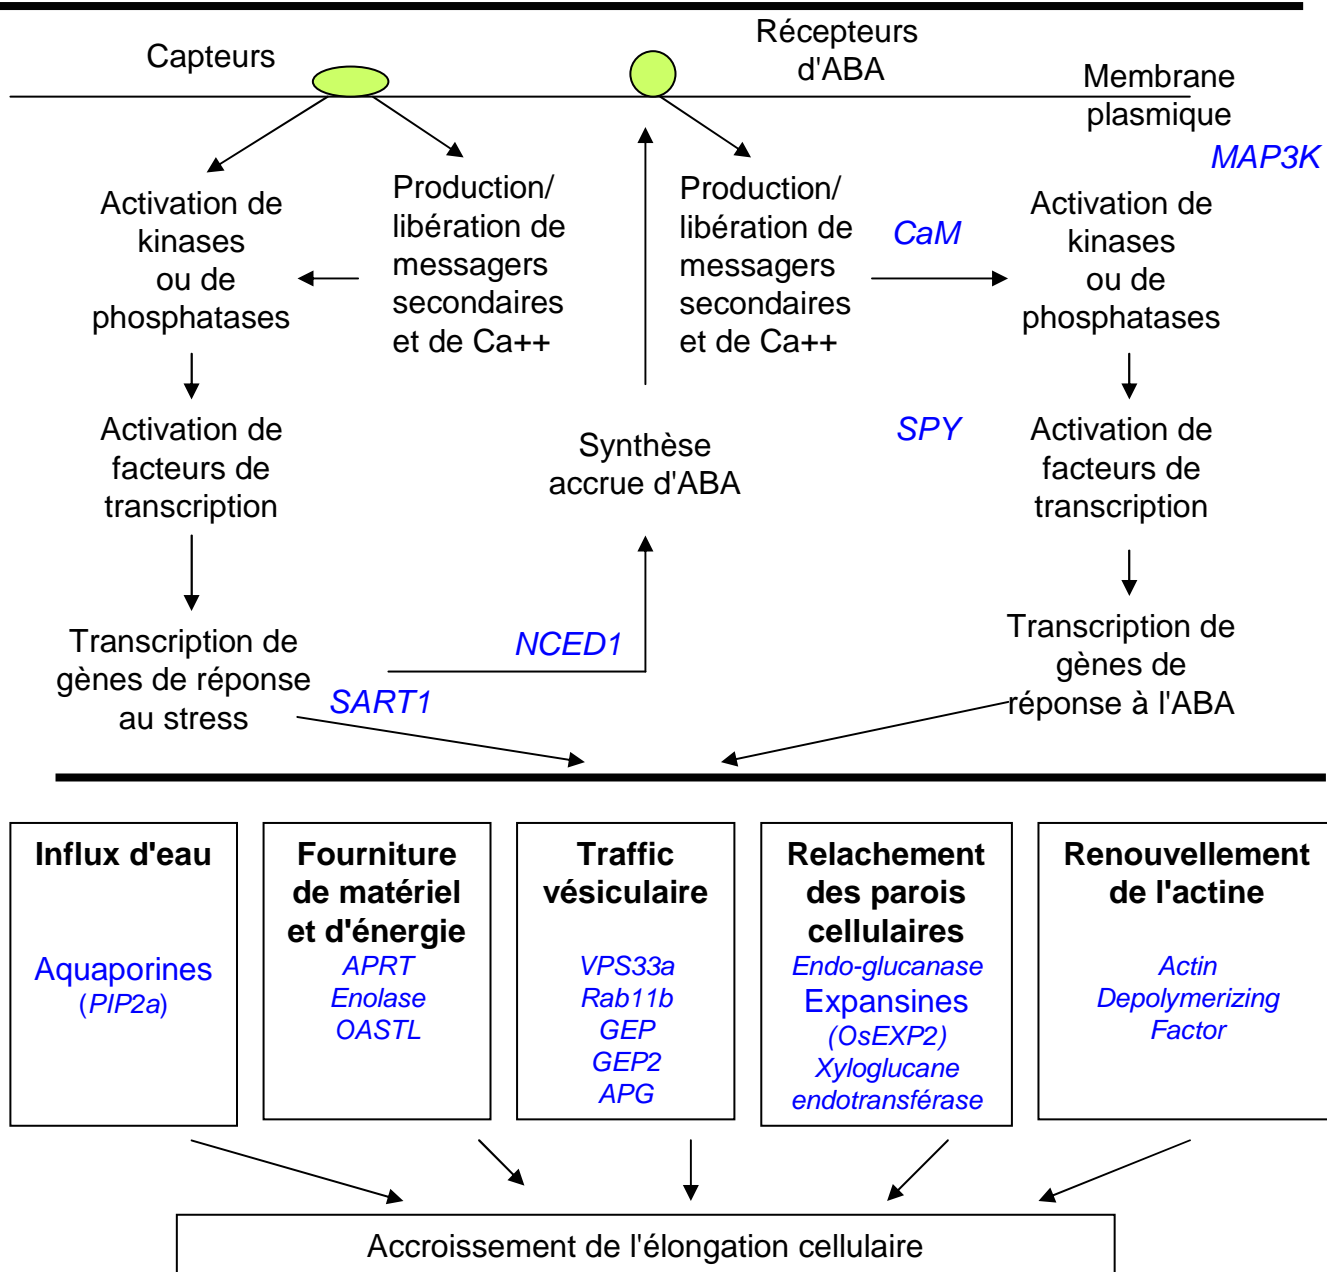 Capteurs
Récepteurs
d'ABA
Membrane
plasmique
MAP3K
Activation de
kinases
ou de
phosphatases
Production/
libération de
messagers
secondaires
et de Ca++
Production/
libération de
messagers
secondaires
et de Ca++
CaM
Activation de
kinases
ou de
phosphatases
Activation de
facteurs de
transcription
Synthèse
accrue d'ABA
SPY
Activation de
facteurs de
transcription
Transcription de
gènes de réponse
au stress
NCED1
SART1
Transcription de
gènes de
réponse à l'ABA
Influx d'eau
Aquaporines
(PIP2a)
Fourniture
de matériel
et d'énergie
APRT
Enolase
OASTL
Traffic
vésiculaire
VPS33a
Rab11b
GEP
GEP2
APG
Relachement
des parois
cellulaires
Endo-glucanase
Expansines
(OsEXP2)
Xyloglucane
endotransférase
Renouvellement
de l'actine
Actin
Depolymerizing
Factor
Accroissement de l'élongation cellulaire